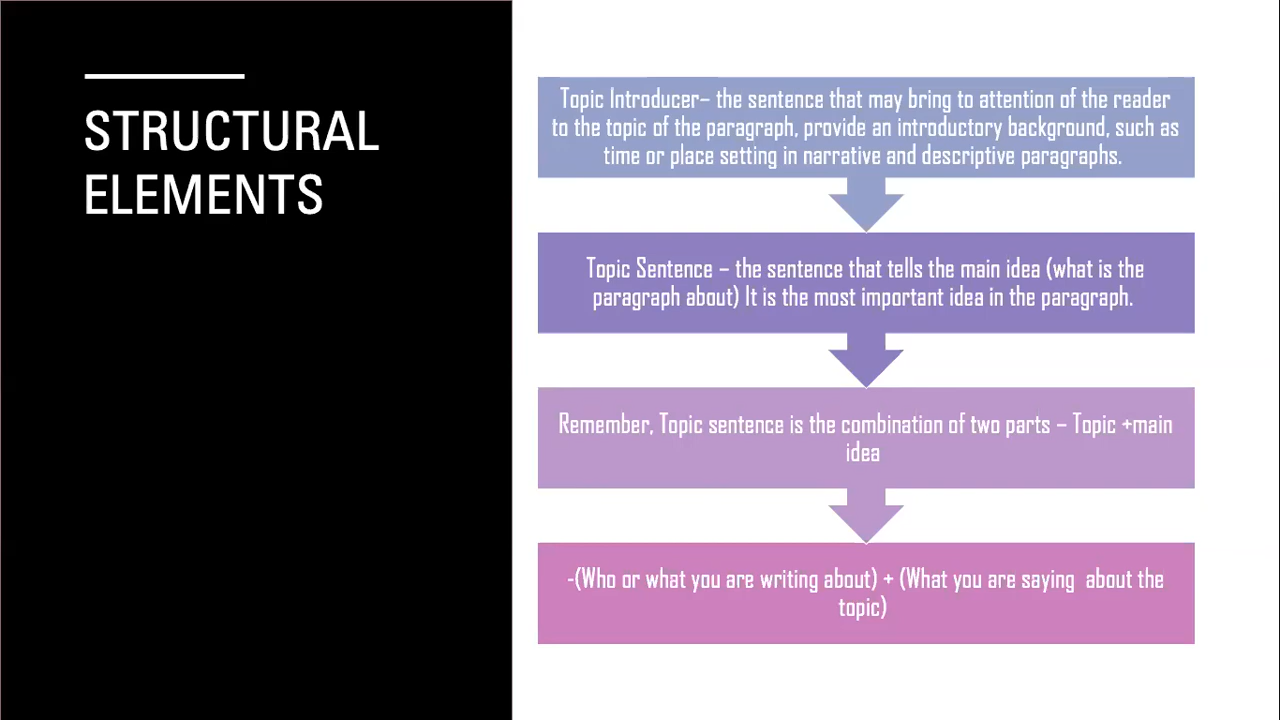 STRUCTURAL
ELEMENTS
Topic Introducer– the sentence that may bring to attention of the reader
to the topic of the paragraph, provide an introductory background, such as
time or place setting in narrative and descriptive paragraphs.
Topic Sentence – the sentence that tells the main idea (what is the
paragraph about) It is the most important idea in the paragraph.
Remember, Topic sentence is the combination of two parts – Topic +main
idea
-(Who or what you are writing about) + (What you are saying  about the
topic)